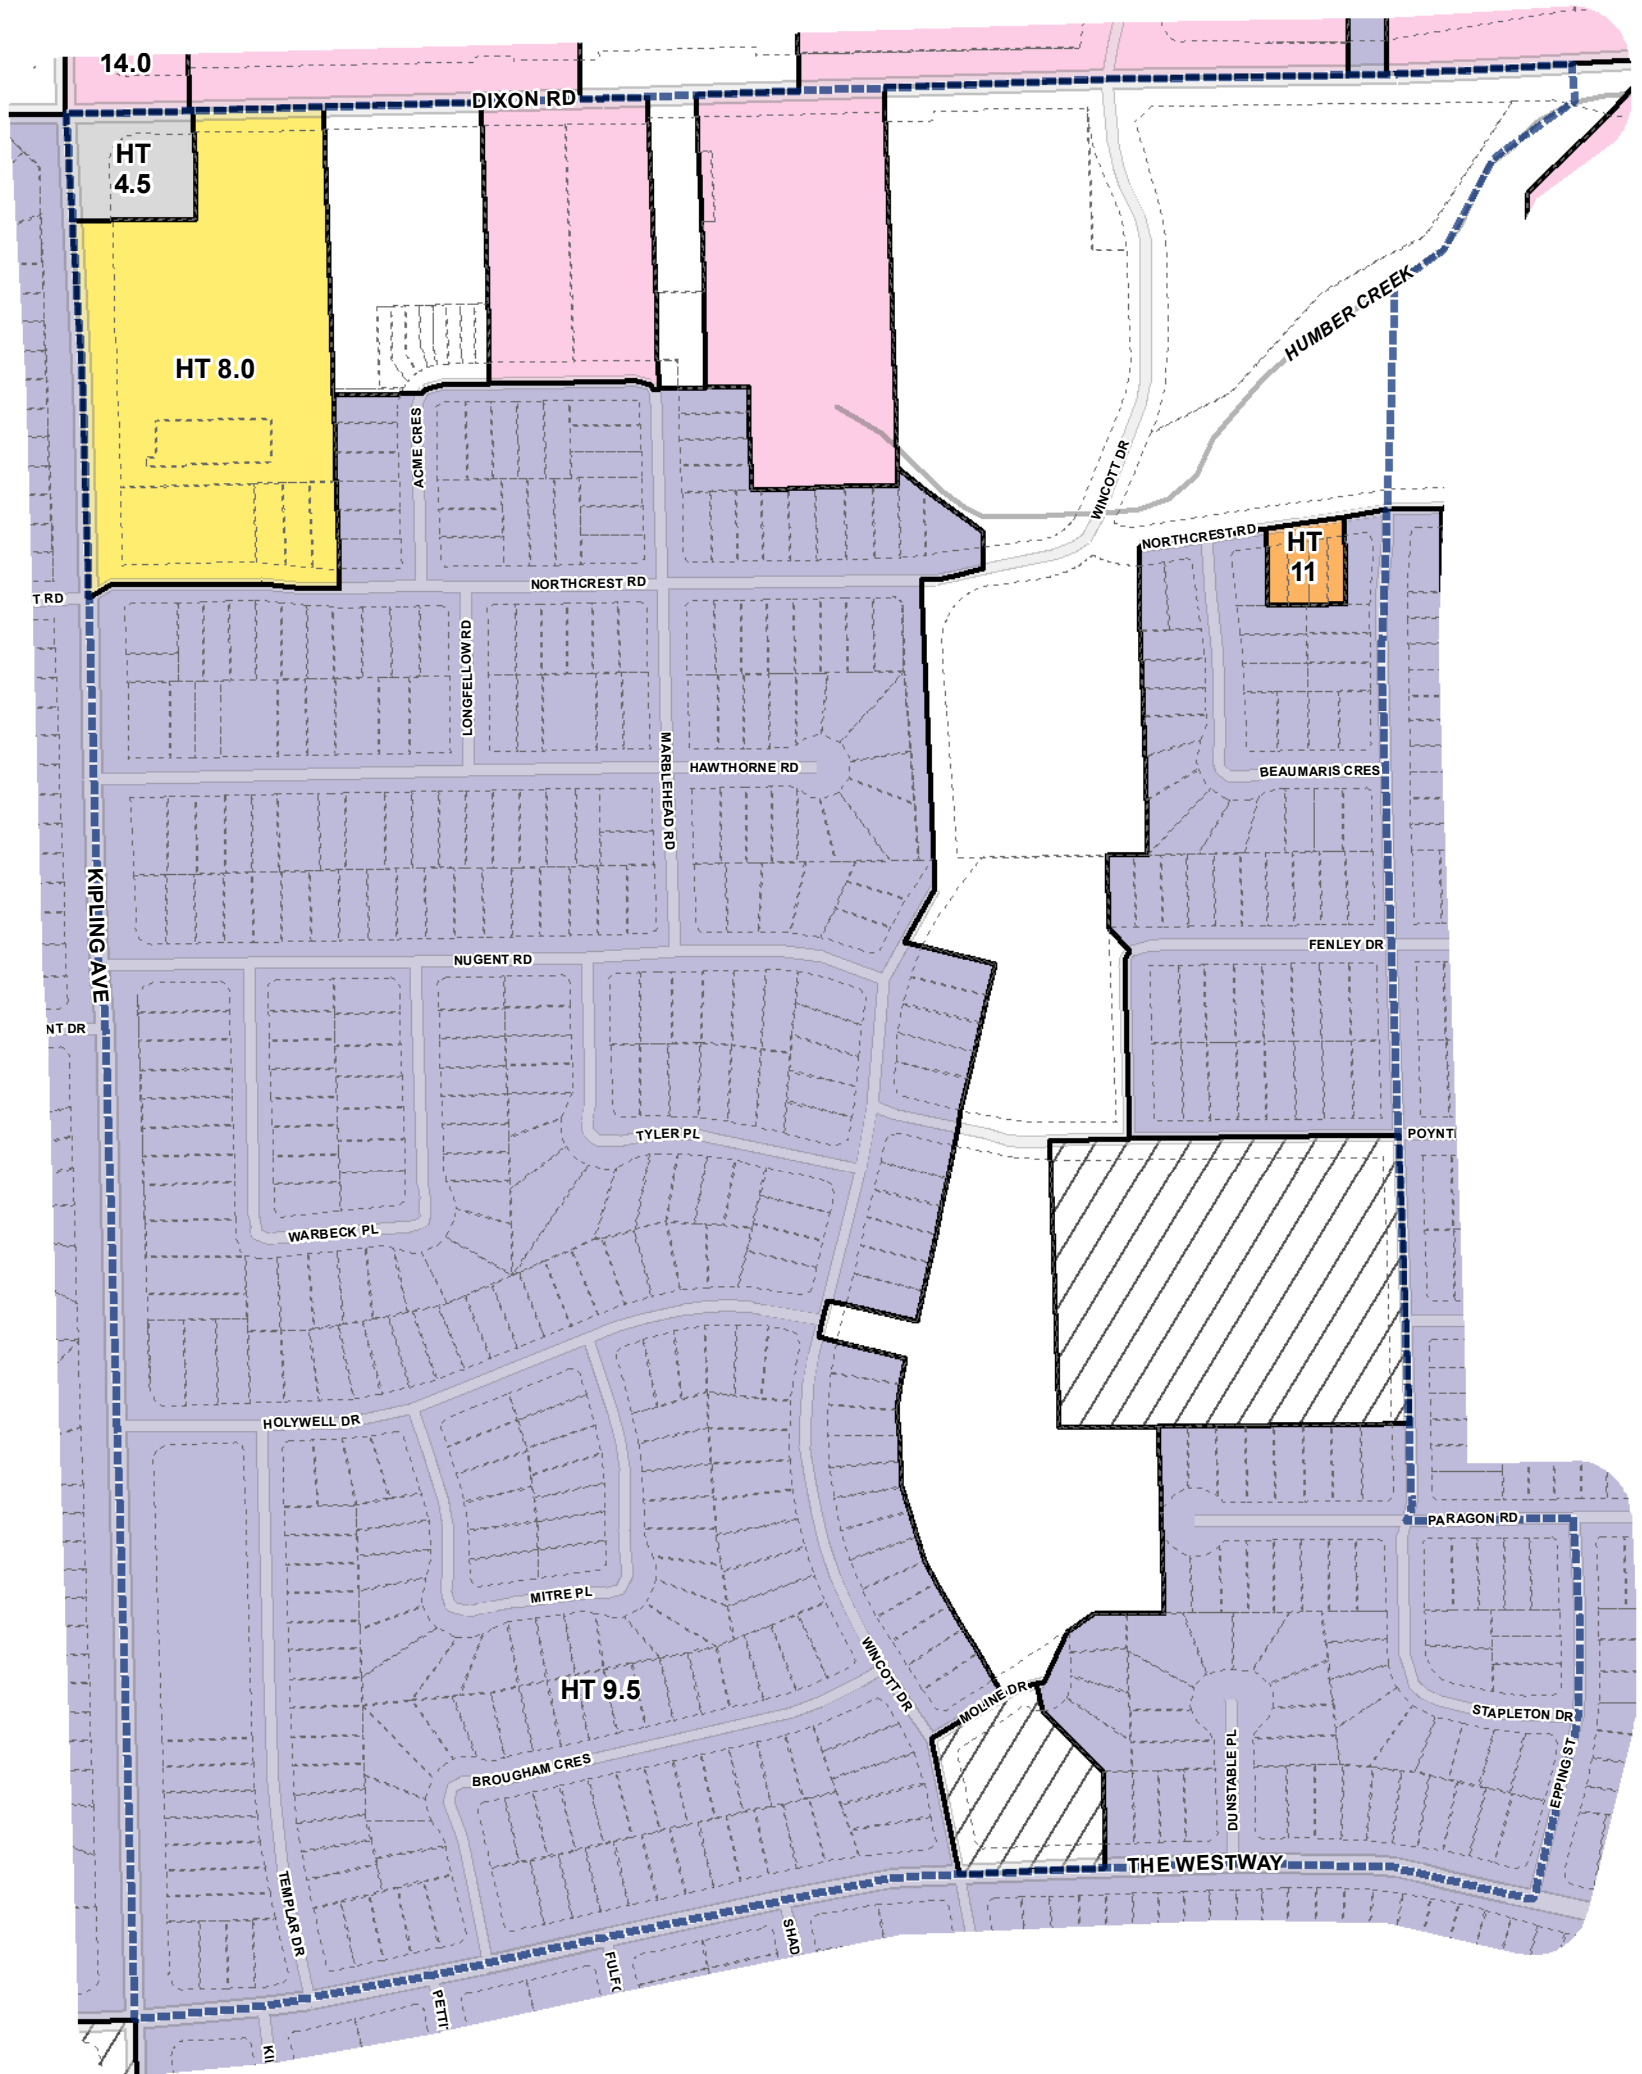 14.0
DIXON RD
HT
4.5
HT 8.0
HUMBER CREEK
ACME CRES
WINCOTT DR
NORTHCREST RD
HT
11
NORTHCREST RD
T RD
LONGFELLOW RD
MARBLEHEAD RD
HAWTHORNE RD
BEAUMARIS CRES
KIPLING AVE
FENLEY DR
NUGENT RD
NT DR
TYLER PL
POYNT
WARBECK PL
HOLYWELL DR
PARAGON RD
MITRE PL
WINCOTT DR
HT 9.5
MOLINE DR
STAPLETON DR
DUNSTABLE PL
EPPING ST
BROUGHAM CRES
THE WESTWAY
TEMPLAR DR
SHAD
FULFC
PETTI
KII